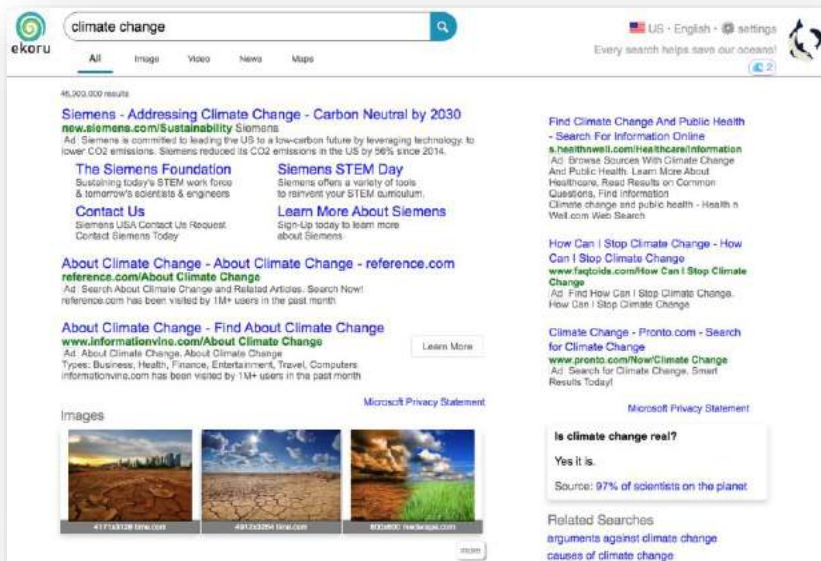 ekoru
climate change
US - English - settings
Every search helps save our oceans!
2
All Image Video News Maps
46,900,000 results
Siemens - Addressing Climate Change - Carbon Neutral by 2030
new.siemens.com/Sustainability Siemens
Ad Siemens is committed to leading the US to a low-carbon future by leveraging technology. to
lower CO2 emissions. Siemens reduced its CO2 emissions in the US by 56% since 2014.
The Siemens Foundation
Sustaining today's STEM work force
& tomorrow's scientists & engineers
Siemens STEM Day
Siemens offers a variety of tools
to reinvent your STEM curriculum.
Contact Us
Siemens USA Contact Us Request
Contact Siemens Today
Learn More About Siemens
Sign-Up today to learn more
about Siemens
About Climate Change - About Climate Change - reference.com
reference.com/About Climate Change
Ad Search About Climate Change and Related Articles. Search Now!
reference.com has been visited by 1M+ users in the past month
About Climate Change - Find About Climate Change
www.informationvine.com/About Climate Change
Ad About Climate Change. About Climate Change
Types: Business, Health, Finance, Entertainment, Travel, Computers
informationvine.com has been visited by 1M+ users in the past month
Learn More
Microsoft Privacy Statement
Images
4171x3128 time.com
4912x3264 time.com
800x600 medwaps.com
more
Find Climate Change And Public Health
- Search For Information Online
s.healthnwell.com/Healthcare/Information
Ad Browse Sources With Climate Change
And Public Health. Learn More About
Healthcare, Read Results on Common
Questions, Find Information
Climate change and public health - Health n
Well.com Web Search
How Can I Stop Climate Change - How
Can I Stop Climate Change
www.faqtoids.com/How Can I Stop Climate
Change
Ad Find How Can I Stop Climate Change.
How Can I Stop Climate Change
Climate Change - Pronto.com - Search
for Climate Change
www.pronto.com/Now/Climate Change
Ad Search for Climate Change. Smart
Results Today!
Microsoft Privacy Statement
Is climate change real?
Yes it is.
Source: 97% of scientists on the planet
Related Searches
arguments against climate change
causes of climate change